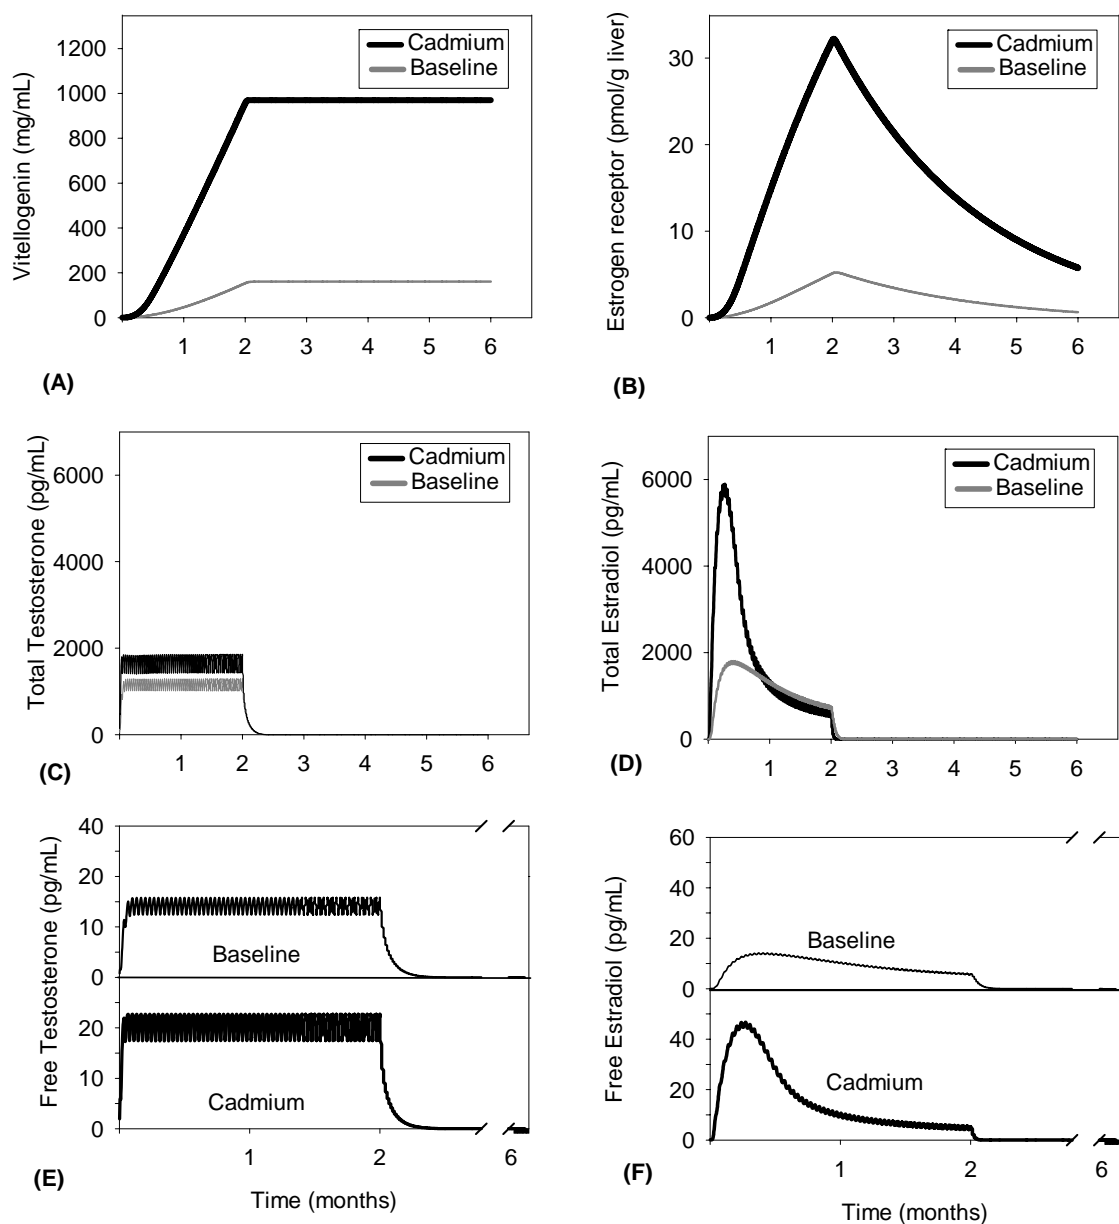 Vitellogenin (mg/mL)
1200
1000
800
600
400
200
0
Cadmium
Baseline
1 2 3 4 5 6
(A)
Estrogen receptor (pmol/g liver)
30
20
10
0
Cadmium
Baseline
1 2 3 4 5 6
(B)
Total Testosterone (pg/mL)
6000
4000
2000
0
Cadmium
Baseline
1 2 3 4 5 6
(C)
Total Estradiol (pg/mL)
6000
4000
2000
0
Cadmium
Baseline
1 2 3 4 5 6
(D)
Free Testosterone (pg/mL)
40
20
10
0
Baseline
20
10
0
Cadmium
1 2 6
(E)
Time (months)
Free Estradiol (pg/mL)
60
40
20
0
Baseline
40
20
0
Cadmium
1 2 6
(F)
Time (months)